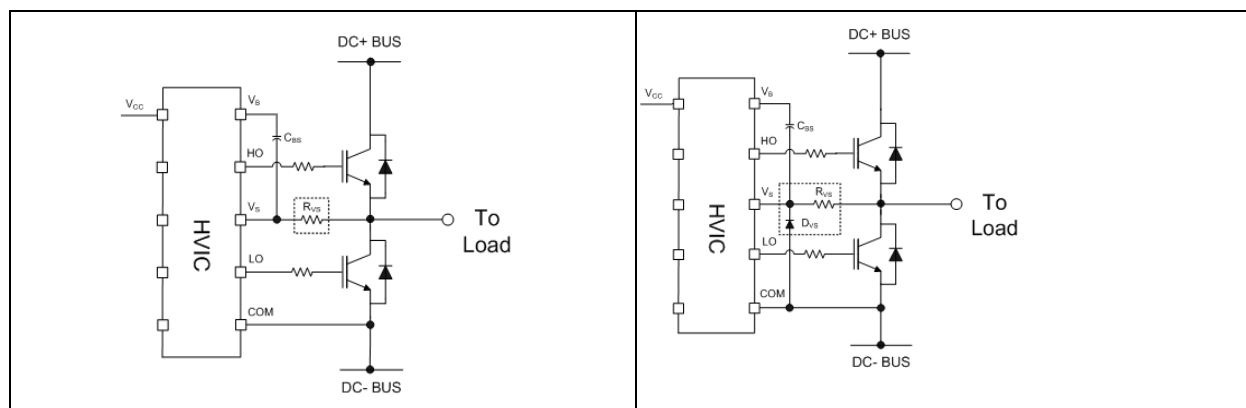 DC+ BUS
VCC
VB
CBS
HO
VS
RVS
To
Load
HVIC
LO
COM
DC- BUS
DC+ BUS
VCC
VB
CBS
HO
VS
RVS
DVS
To
Load
HVIC
LO
COM
DC- BUS